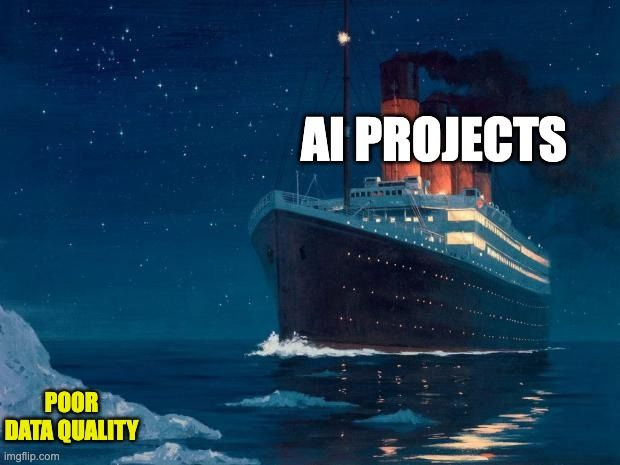 AI PROJECTS
POOR
DATA QUALITY
imgflip.com